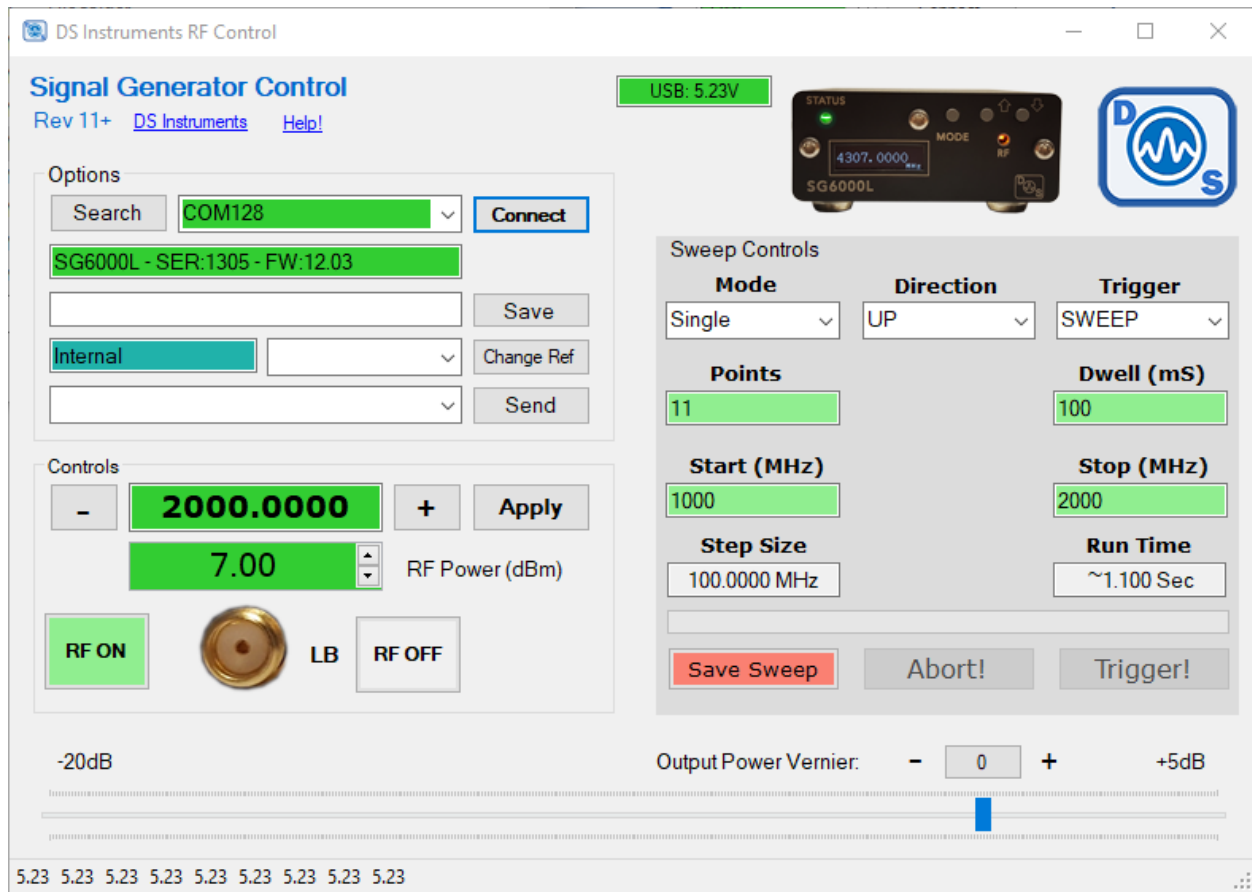 DS Instruments RF Control
Signal Generator Control
Rev 11+ DS Instruments Help!
USB: 5.23V
STATUS
MODE
RF
4307.0000
MHz
SG6000L
D S
Options
Search COM128 Connect
SG6000L - SER:1305 - FW:12.03
Save
Internal Change Ref
Send
Controls
- 2000.0000 + Apply
7.00 RF Power (dBm)
RF ON LB RF OFF
Sweep Controls
Mode Direction Trigger
Single UP SWEEP
Points Dwell (mS)
11 100
Start (MHz) Stop (MHz)
1000 2000
Step Size Run Time
100.0000 MHz ~1.100 Sec
Save Sweep Abort! Trigger!
-20dB Output Power Vernier: - 0 + +5dB
5.23 5.23 5.23 5.23 5.23 5.23 5.23 5.23 5.23